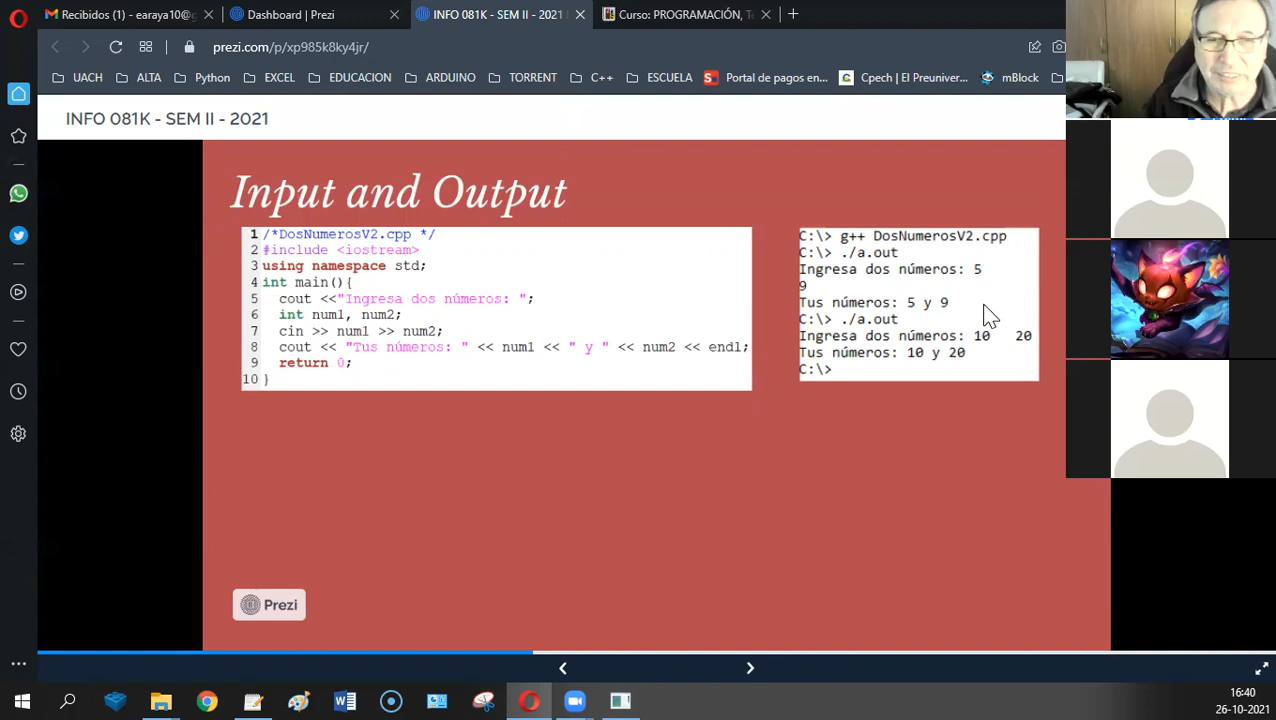 Recibidos (1) - earaya10@g
Dashboard | Prezi
INFO 081K - SEM II - 2021
Curso: PROGRAMACIÓN, Te
prezi.com/p/xp985k8ky4jr/
UACH
ALTA
Python
EXCEL
EDUCACION
ARDUINO
TORRENT
C++
ESCUELA
Portal de pagos en...
Cpech | El Preuniver...
mBlock
INFO 081K - SEM II - 2021
Input and Output
1 /*DosNumerosV2.cpp */
2 #include <iostream>
3 using namespace std;
4 int main(){
5 cout <<"Ingresa dos números: ";
6 int num1, num2;
7 cin >> num1 >> num2;
8 cout << "Tus números: " << num1 << " y " << num2 << endl;
9 return 0;
10 }
C:\> g++ DosNumerosV2.cpp
C:\> ./a.out
Ingresa dos números: 5
9
Tus números: 5 y 9
C:\> ./a.out
Ingresa dos números: 10 20
Tus números: 10 y 20
C:\>
Prezi
16:40
26-10-2021